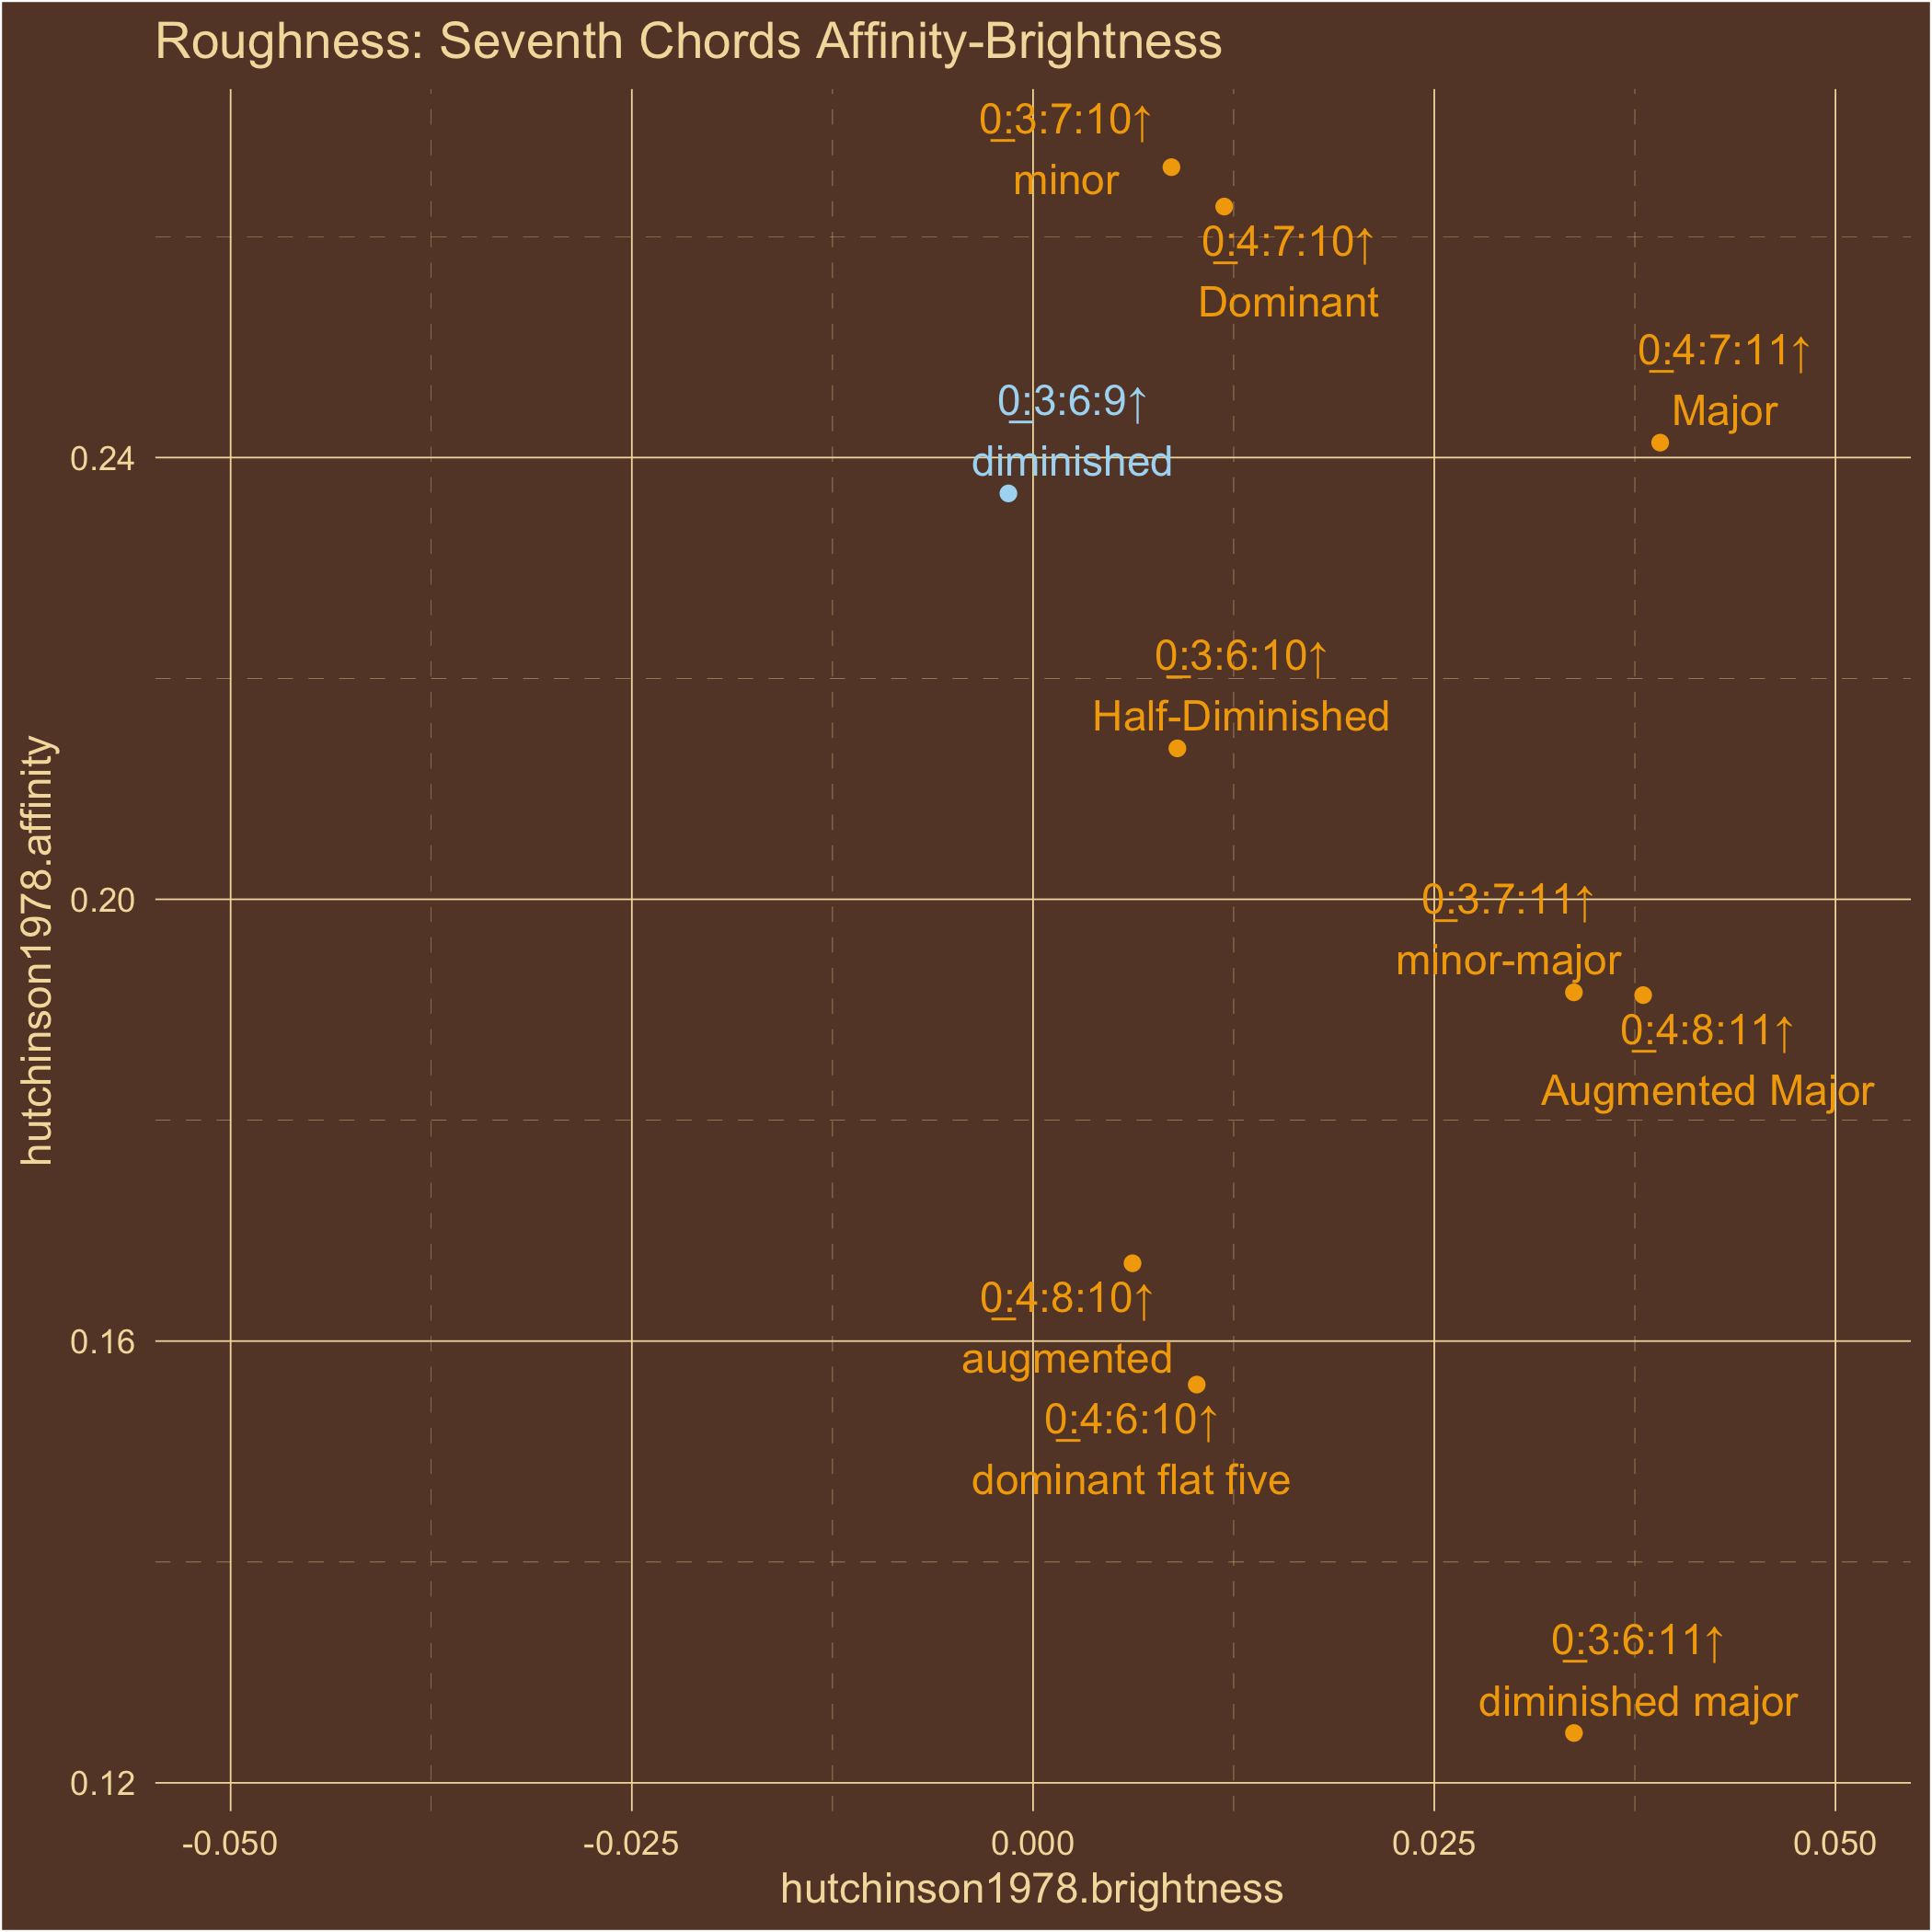 Roughness: Seventh Chords Affinity-Brightness
0:3:7:10↑
minor
0:4:7:10↑
Dominant
0:4:7:11↑
Major
0:3:6:9↑
diminished
0.24
0:3:6:10↑
Half-Diminished
hutchinson1978.affinity
0.20
0:3:7:11↑
minor-major
0:4:8:11↑
Augmented Major
0:4:8:10↑
0.16
augmented
0:4:6:10↑
dominant flat five
0:3:6:11↑
diminished major
0.12
-0.050 -0.025 0.000 0.025 0.050
hutchinson1978.brightness